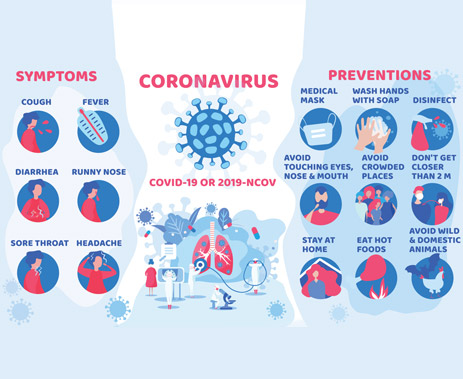 SYMPTOMS
COUGH
FEVER
DIARRHEA
RUNNY NOSE
SORE THROAT
HEADACHE
CORONAVIRUS
COVID-19 OR 2019-NCOV
PREVENTIONS
MEDICAL
MASK
WASH HANDS
WITH SOAP
DISINFECT
AVOID
TOUCHING EYES,
NOSE & MOUTH
AVOID
CROWDED
PLACES
DON'T GET
CLOSER
THAN 2 M
STAY AT
HOME
EAT HOT
FOODS
AVOID WILD
& DOMESTIC
ANIMALS